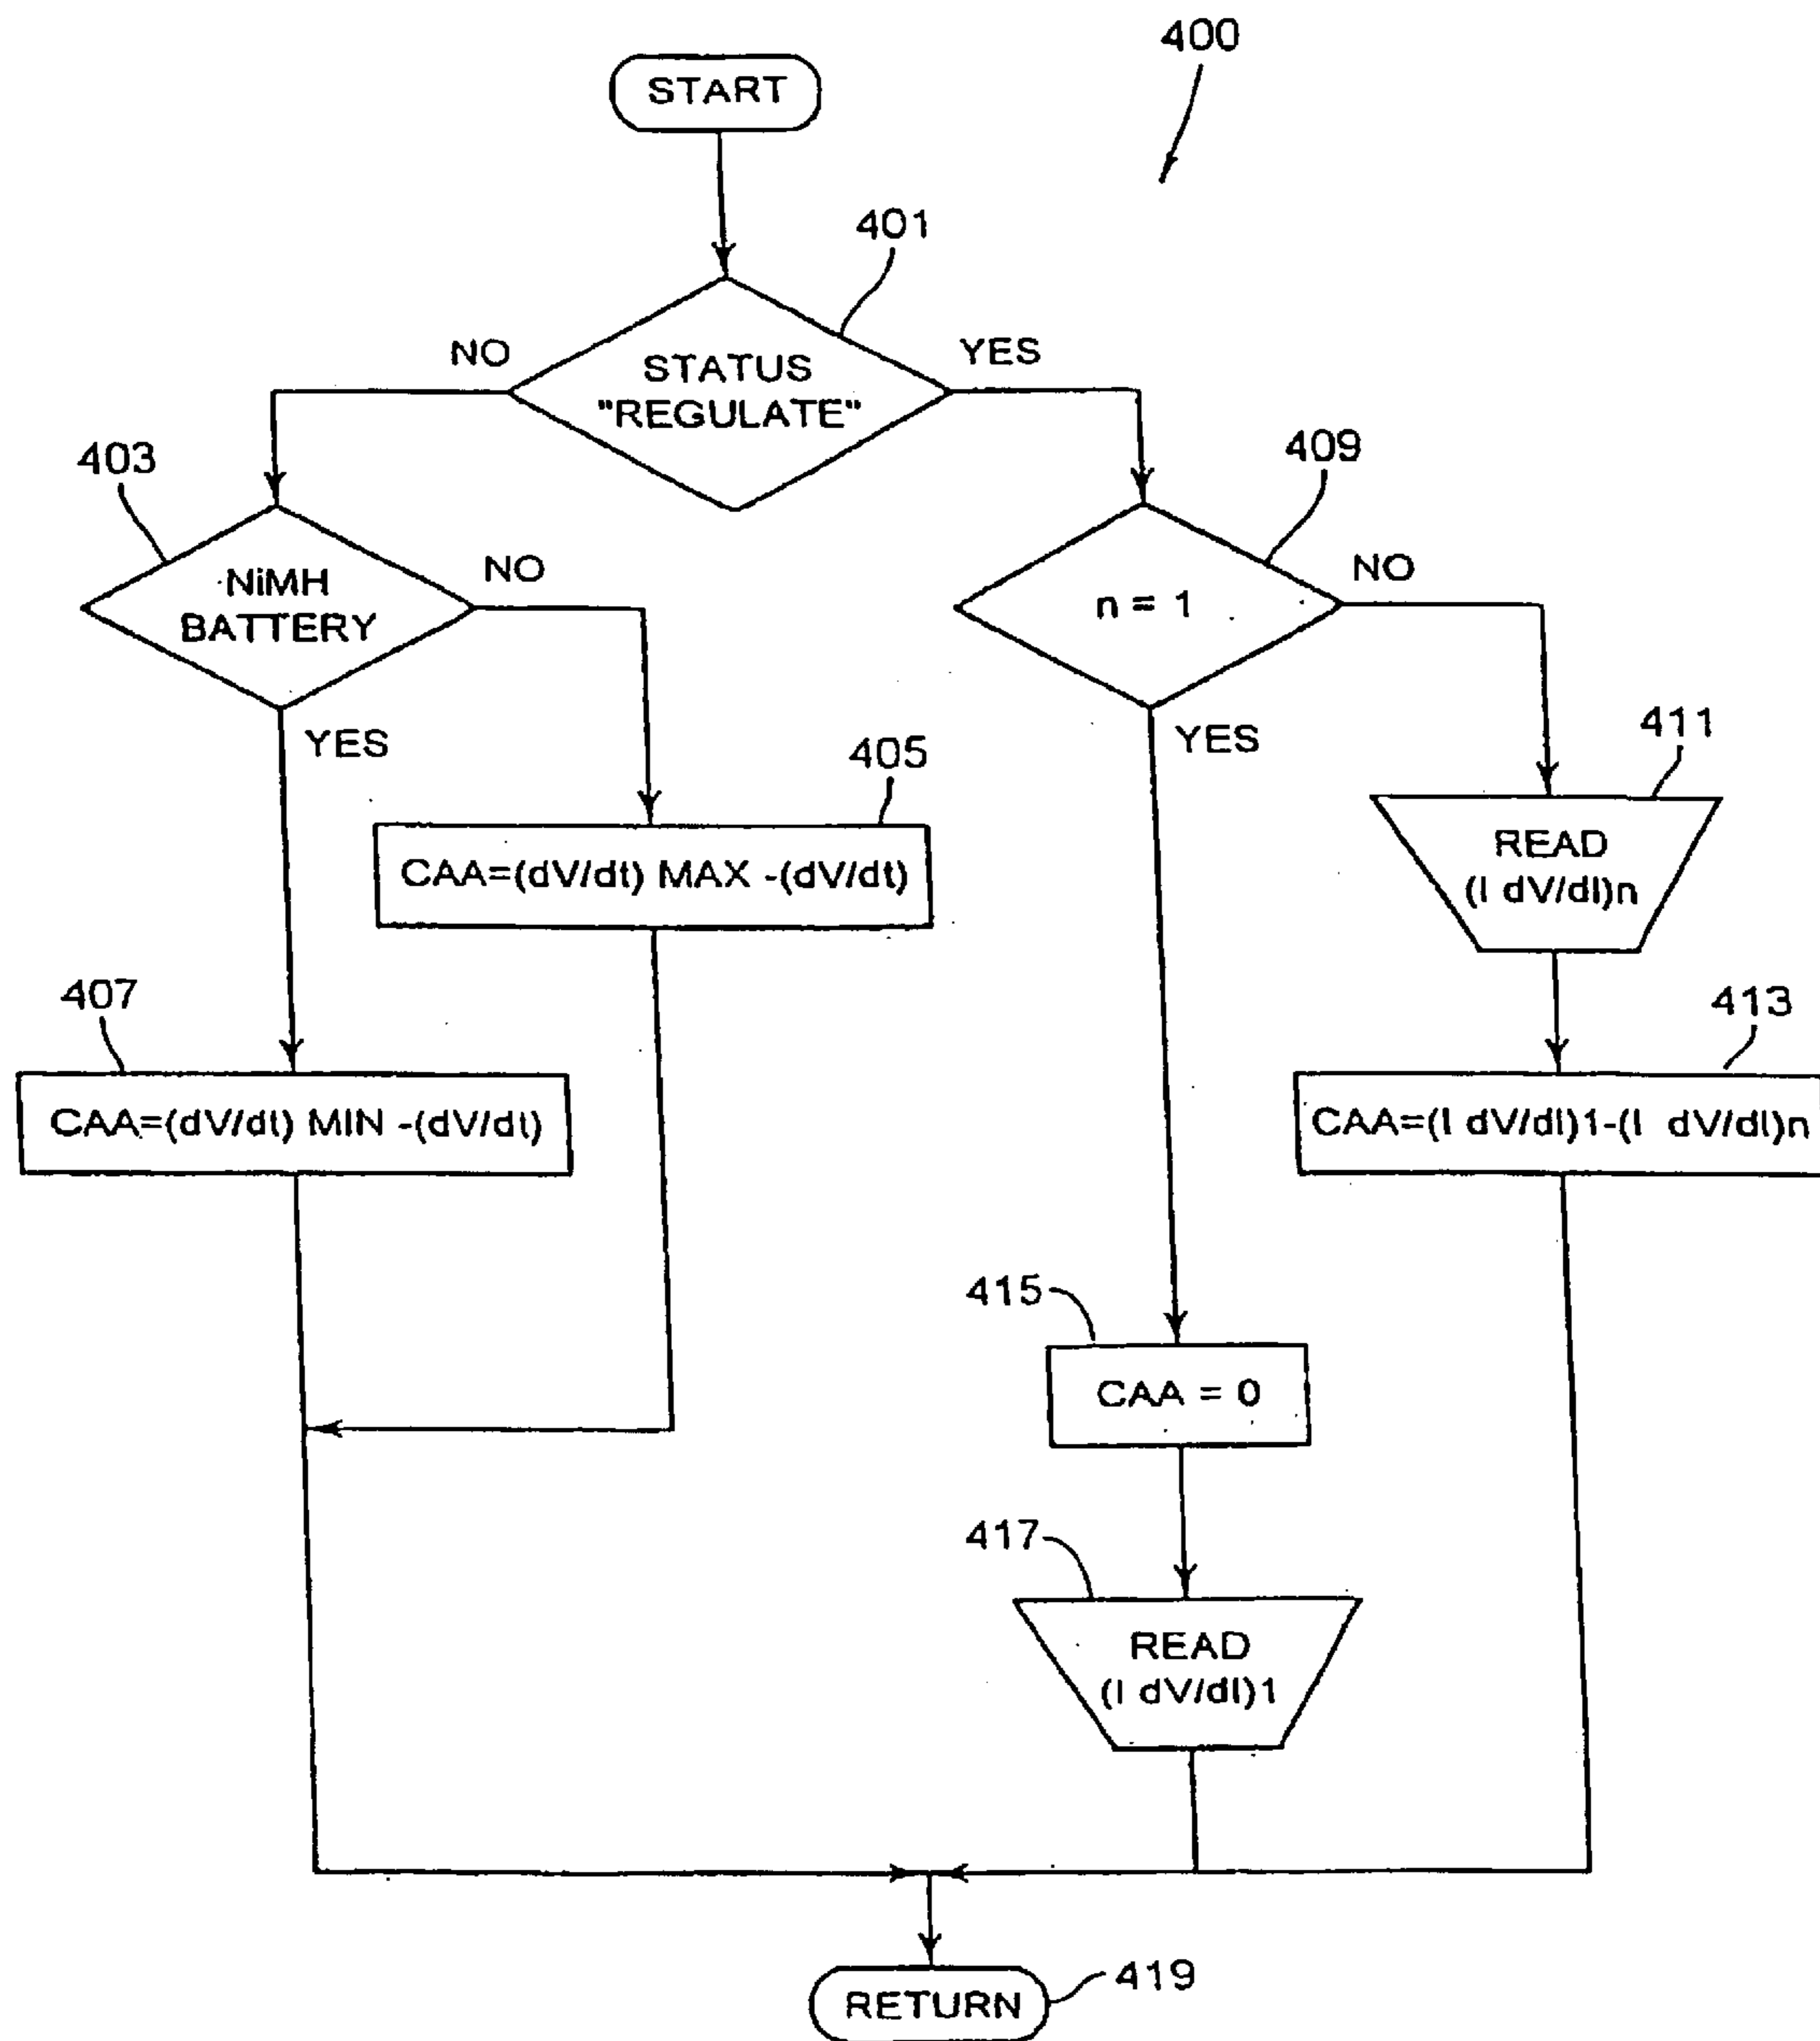 400
START
401
NO
YES
STATUS
"REGULATE"
403
409
NiMH
BATTERY
NO
n = 1
NO
YES
YES
405
411
CAA=(dV/dt) MAX -(dV/dt)
READ
(I dV/dI)n
407
413
CAA=(dV/dt) MIN -(dV/dt)
CAA=(I dV/dI)1-(I dV/dI)n
415
CAA = 0
417
READ
(I dV/dI)1
RETURN
419